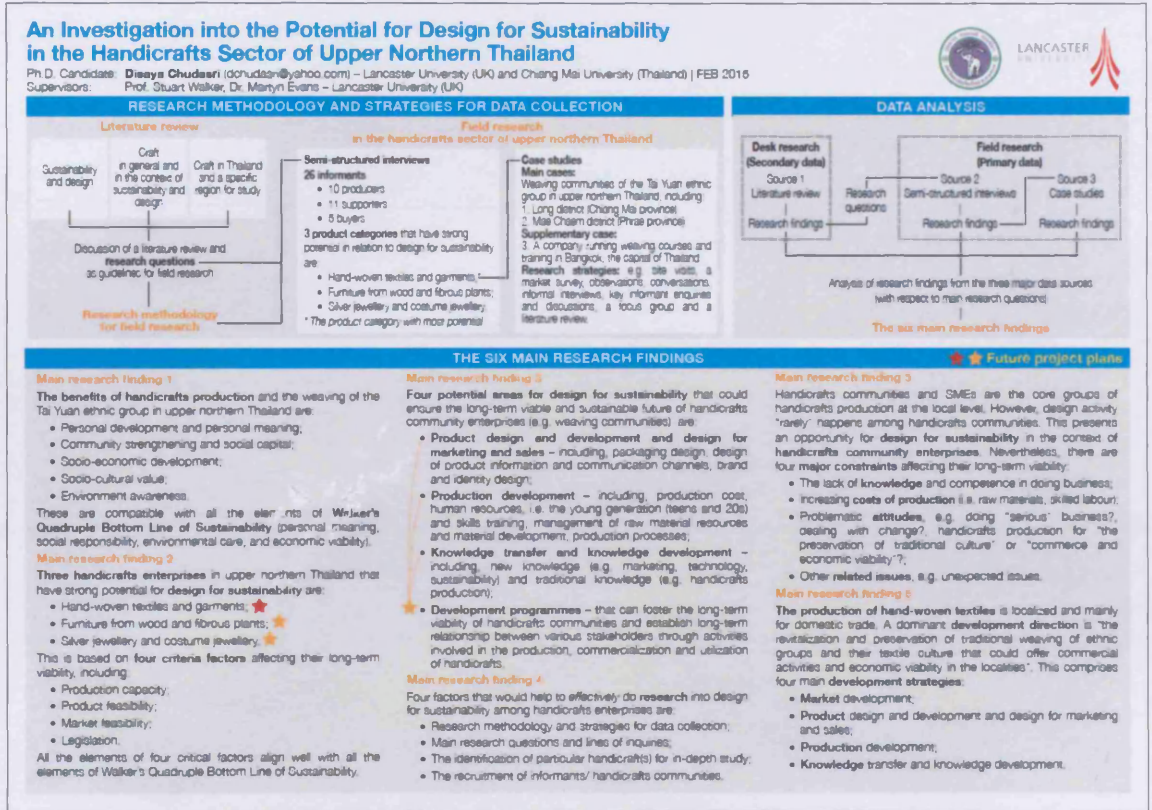 An Investigation into the Potential for Design for Sustainability
in the Handicrafts Sector of Upper Northern Thailand
Ph.D. Candidate: Disaya Chudasri (dchudasri@yahoo.com) – Lancaster University (UK) and Chiang Mai University (Thailand) | FEB 2016
Supervisors: Prof. Stuart Walker, Dr. Martyn Evans – Lancaster University (UK)
LANCASTER
UNIVERSITY
RESEARCH METHODOLOGY AND STRATEGIES FOR DATA COLLECTION
Literature review
Sustainability
and design
Craft
in general and
in the context of
sustainability and
design
Craft in Thailand
and a specific
region for study
Discussion of a literature review and
research questions
as guidelines for field research
Research methodology
for field research
Field research
in the handicrafts sector of upper northern Thailand
Semi-structured interviews
26 informants
• 10 producers
• 11 supporters
• 5 buyers
3 product categories that have strong
potential in relation to design for sustainability
are:
• Hand-woven textiles and garments;*
• Furniture from wood and fibrous plants;
• Silver jewellery and costume jewellery.
* The product category with most potential
Case studies
Main cases:
Weaving communities of the Tai Yuan ethnic
group in upper northern Thailand, including
1. Long district (Chiang Mai province)
2. Mae Chaem district (Phrae province)
Supplementary case:
3. A company running weaving courses and
training in Bangkok, the capital of Thailand
Research strategies: e.g. site visits, a
market survey, observations, conversations,
informal interviews, key informant enquires
and discussions, a focus group and a
literature review.
DATA ANALYSIS
Desk research
(Secondary data)
Source 1
Literature review
Research findings
Research
questions
Field research
(Primary data)
Source 2
Semi-structured interviews
Research findings
Source 3
Case studies
Research findings
Analysis of research findings from the three major data sources
(with respect to main research questions)
The six main research findings
THE SIX MAIN RESEARCH FINDINGS
Future project plans
Main research finding 1
The benefits of handicrafts production and the weaving of the
Tai Yuan ethnic group in upper northern Thailand are:
• Personal development and personal meaning;
• Community strengthening and social capital;
• Socio-economic development;
• Socio-cultural value;
• Environment awareness.
These are compatible with all the elements of Walker's
Quadruple Bottom Line of Sustainability (personal meaning,
social responsibility, environmental care, and economic viability).
Main research finding 2
Three handicrafts enterprises in upper northern Thailand that
have strong potential for design for sustainability are:
• Hand-woven textiles and garments;
• Furniture from wood and fibrous plants;
• Silver jewellery and costume jewellery.
This is based on four criteria factors affecting their long-term
viability, including:
• Production capacity;
• Product feasibility;
• Market feasibility;
• Legislation.
All the elements of four critical factors align well with all the
elements of Walker's Quadruple Bottom Line of Sustainability.
Main research finding 3
Four potential areas for design for sustainability that could
ensure the long-term viable and sustainable future of handicrafts
community enterprises (e.g. weaving communities) are:
• Product design and development and design for
marketing and sales – including, packaging design, design
of product information and communication channels, brand
and identity design;
• Production development – including, production cost,
human resources, i.e. the young generation (teens and 20s)
and skills training, management of raw material resources
and material development, production processes;
• Knowledge transfer and knowledge development –
including, new knowledge (e.g. marketing, technology,
sustainability) and traditional knowledge (e.g. handicrafts
production);
• Development programmes – that can foster the long-term
viability of handicrafts communities and establish long-term
relationship between various stakeholders through activities
involved in the production, commercialization and utilization
of handicrafts.
Main research finding 4
Four factors that would help to effectively do research into design
for sustainability among handicrafts enterprises are:
• Research methodology and strategies for data collection;
• Main research questions and lines of inquiries;
• The identification of particular handicraft(s) for in-depth study;
• The recruitment of informants/ handicrafts communities.
Main research finding 5
Handicrafts communities and SMEs are the core groups of
handicrafts production at the local level. However, design activity
"rarely" happens among handicrafts communities. This presents
an opportunity for design for sustainability in the context of
handicrafts community enterprises. Nevertheless, there are
four major constraints affecting their long-term viability:
• The lack of knowledge and competence in doing business;
• Increasing costs of production i.e. raw materials, skilled labour;
• Problematic attitudes, e.g. doing "serious" business?,
dealing with change?, handicrafts production for "the
preservation of traditional culture" or "commerce and
economic viability"?;
• Other related issues, e.g. unexpected issues.
Main research finding 6
The production of hand-woven textiles is localized and mainly
for domestic trade. A dominant development direction is "the
revitalization and preservation of traditional weaving of ethnic
groups and their textile culture that could offer commercial
activities and economic viability in the localities". This comprises
four main development strategies:
• Market development;
• Product design and development and design for marketing
and sales;
• Production development;
• Knowledge transfer and knowledge development.